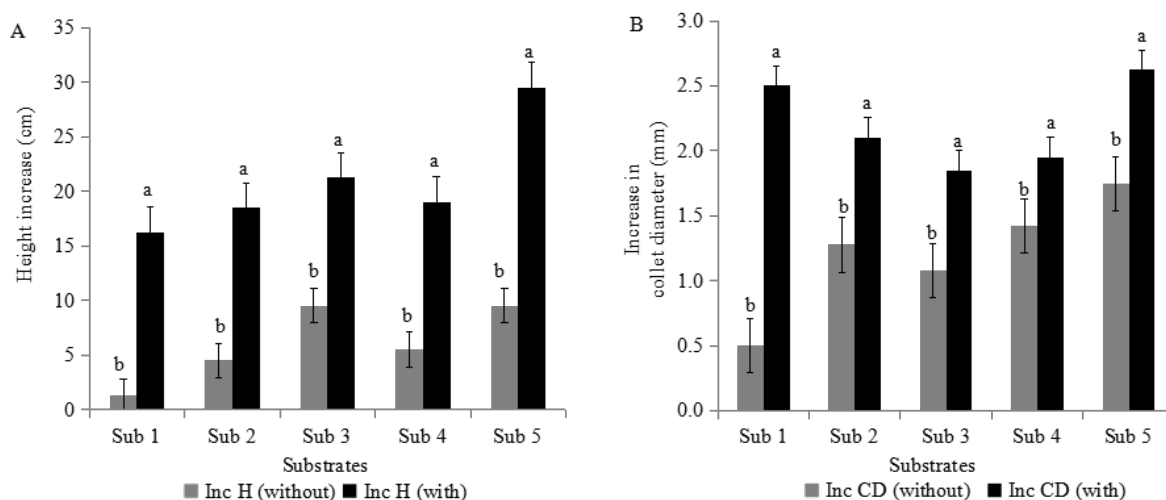 A
Height increase (cm)
35
30
25
20
15
10
5
0
b
a
b
a
b
a
b
a
b
a
Sub 1 Sub 2 Sub 3 Sub 4 Sub 5
Substrates
Inc H (without) Inc H (with)
B
Increase in
collet diameter (mm)
3.0
2.5
2.0
1.5
1.0
0.5
0.0
b
a
b
a
b
a
b
a
b
a
Sub 1 Sub 2 Sub 3 Sub 4 Sub 5
Substrates
Inc CD (without) Inc CD (with)